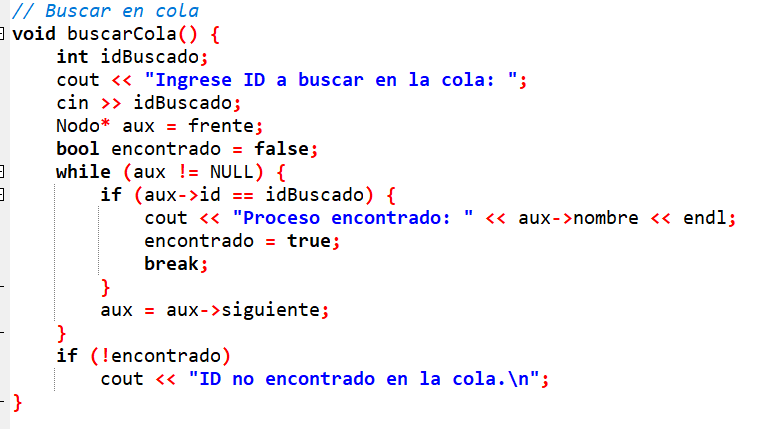 // Buscar en cola
void buscarCola() {
int idBuscado;
cout << "Ingrese ID a buscar en la cola: ";
cin >> idBuscado;
Nodo* aux = frente;
bool encontrado = false;
while (aux != NULL) {
if (aux->id == idBuscado) {
cout << "Proceso encontrado: " << aux->nombre << endl;
encontrado = true;
break;
}
aux = aux->siguiente;
}
if (!encontrado)
cout << "ID no encontrado en la cola.\n";
}